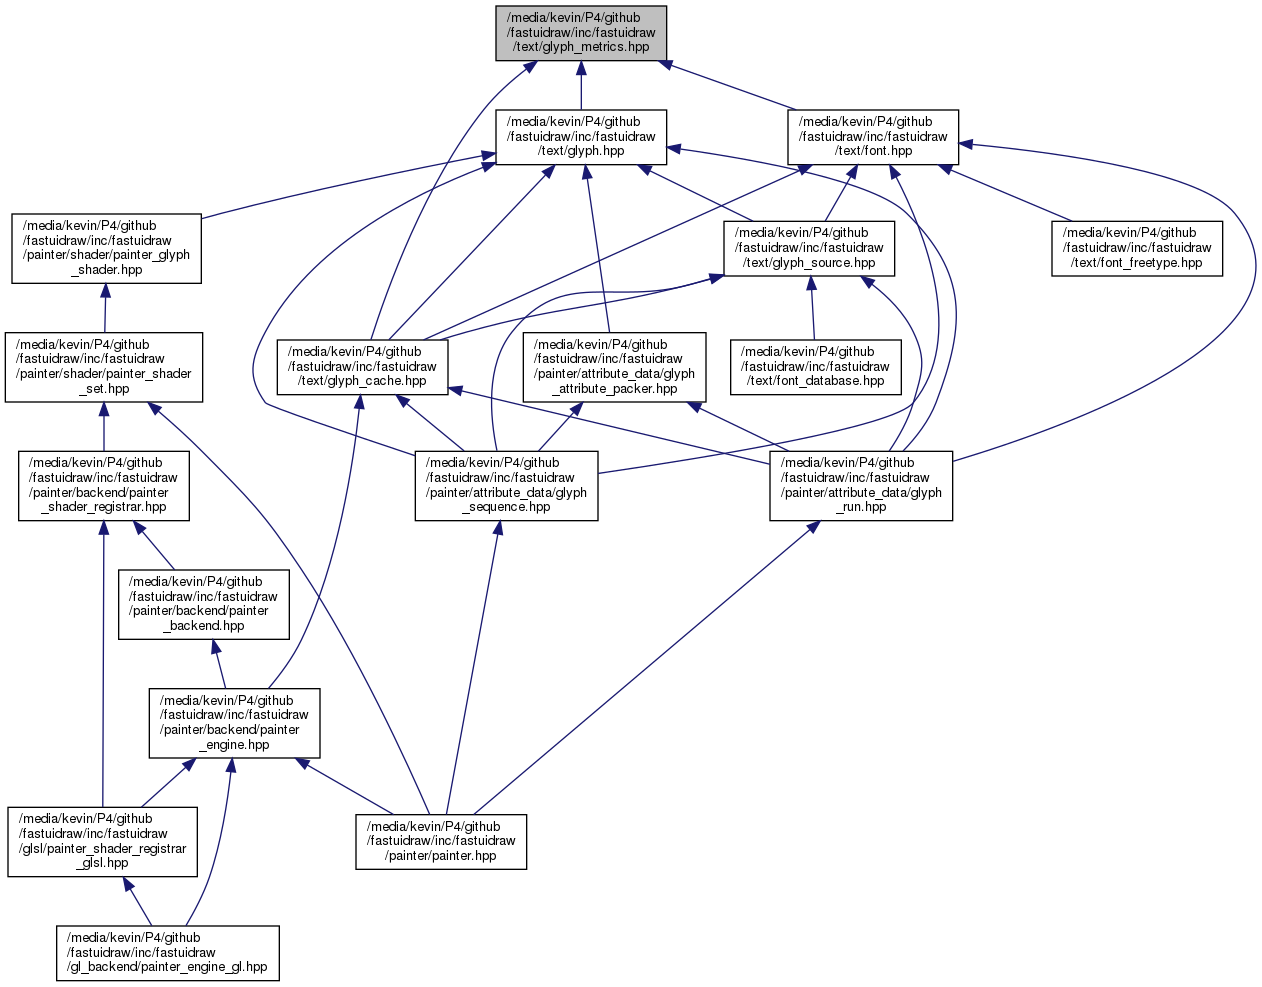 /media/kevin/P4/github
/fastuidraw/inc/fastuidraw
/text/glyph_metrics.hpp
/media/kevin/P4/github
/fastuidraw/inc/fastuidraw
/text/glyph.hpp
/media/kevin/P4/github
/fastuidraw/inc/fastuidraw
/text/font.hpp
/media/kevin/P4/github
/fastuidraw/inc/fastuidraw
/painter/shader/painter_glyph
_shader.hpp
/media/kevin/P4/github
/fastuidraw/inc/fastuidraw
/text/glyph_source.hpp
/media/kevin/P4/github
/fastuidraw/inc/fastuidraw
/text/font_freetype.hpp
/media/kevin/P4/github
/fastuidraw/inc/fastuidraw
/painter/shader/painter_shader
_set.hpp
/media/kevin/P4/github
/fastuidraw/inc/fastuidraw
/text/glyph_cache.hpp
/media/kevin/P4/github
/fastuidraw/inc/fastuidraw
/painter/attribute_data/glyph
_attribute_packer.hpp
/media/kevin/P4/github
/fastuidraw/inc/fastuidraw
/text/font_database.hpp
/media/kevin/P4/github
/fastuidraw/inc/fastuidraw
/painter/backend/painter
_shader_registrar.hpp
/media/kevin/P4/github
/fastuidraw/inc/fastuidraw
/painter/attribute_data/glyph
_sequence.hpp
/media/kevin/P4/github
/fastuidraw/inc/fastuidraw
/painter/attribute_data/glyph
_run.hpp
/media/kevin/P4/github
/fastuidraw/inc/fastuidraw
/painter/backend/painter
_backend.hpp
/media/kevin/P4/github
/fastuidraw/inc/fastuidraw
/painter/backend/painter
_engine.hpp
/media/kevin/P4/github
/fastuidraw/inc/fastuidraw
/glsl/painter_shader_registrar
_glsl.hpp
/media/kevin/P4/github
/fastuidraw/inc/fastuidraw
/painter/painter.hpp
/media/kevin/P4/github
/fastuidraw/inc/fastuidraw
/gl_backend/painter_engine_gl.hpp